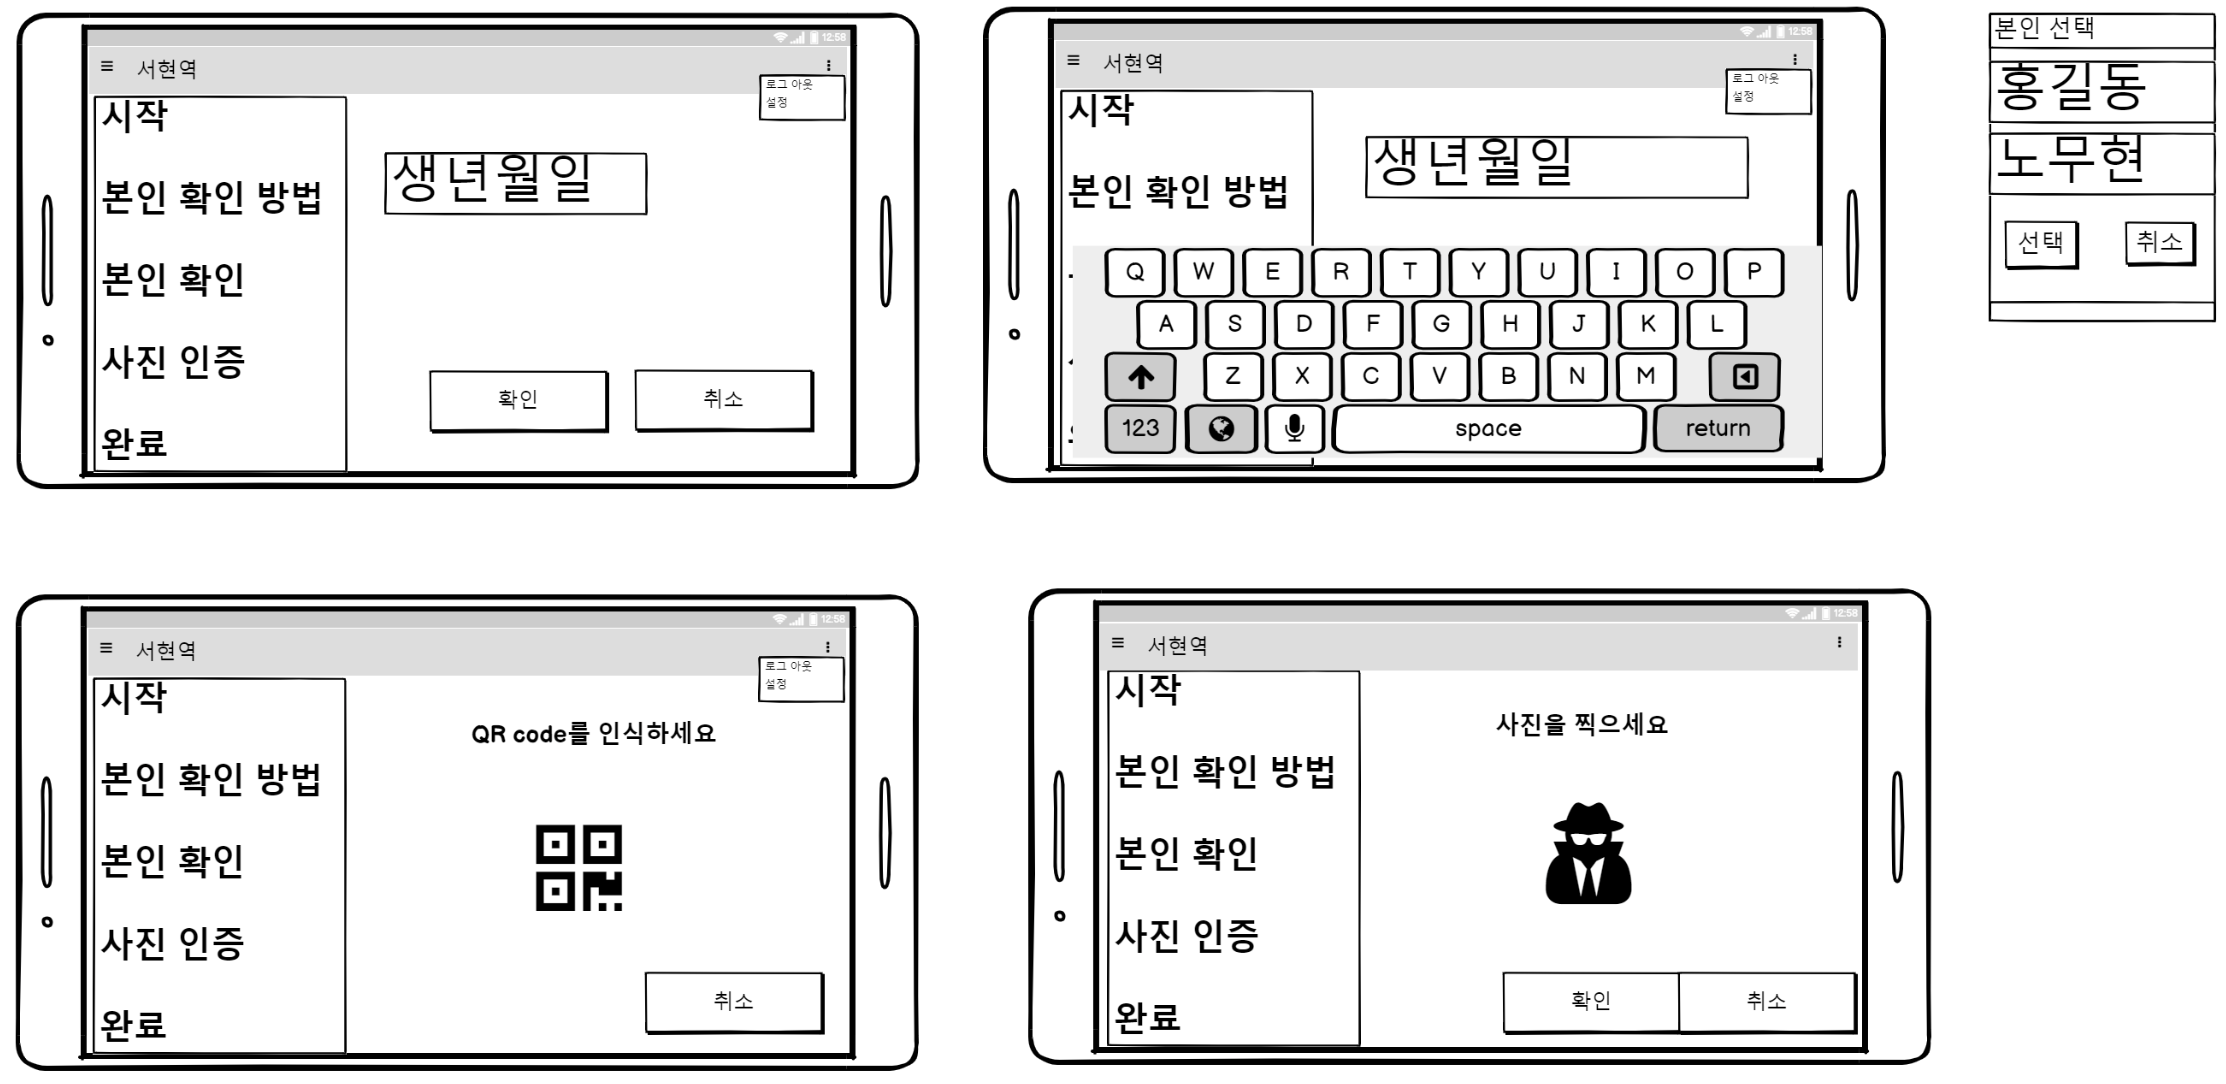 12:58
서현역
로그 아웃
설정
시작
본인 확인 방법
본인 확인
사진 인증
완료
생년월일
확인
취소
12:58
서현역
로그 아웃
설정
시작
본인 확인 방법
생년월일
Q W E R T Y U I O P
A S D F G H J K L
Z X C V B N M
123 space return
본인 선택
홍길동
노무현
선택
취소
12:58
서현역
로그 아웃
설정
시작
본인 확인 방법
본인 확인
사진 인증
완료
QR code를 인식하세요
취소
12:58
서현역
시작
본인 확인 방법
본인 확인
사진 인증
완료
사진을 찍으세요
확인
취소